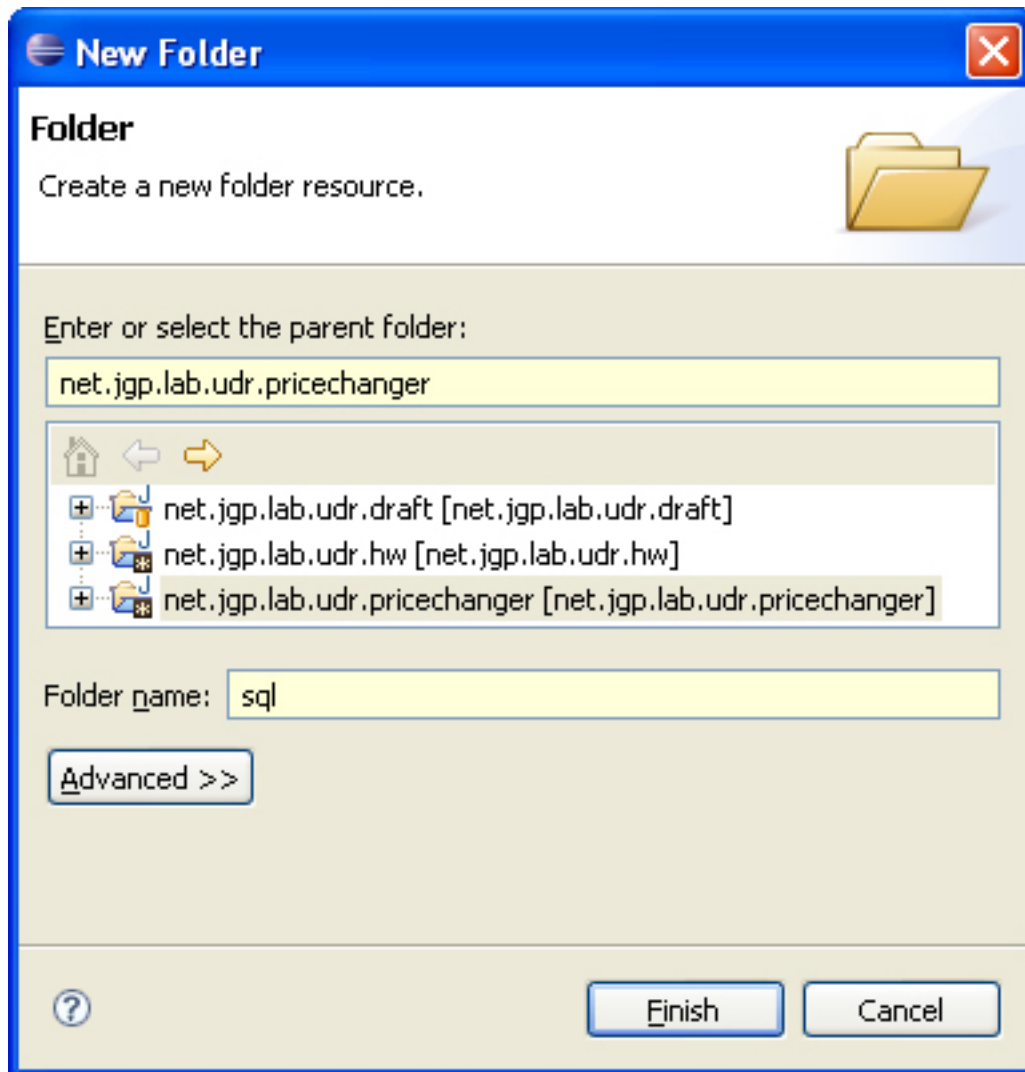 New Folder
Folder
Create a new folder resource.
Enter or select the parent folder:
net.jgp.lab.udr.pricechanger
net.jgp.lab.udr.draft [net.jgp.lab.udr.draft]
net.jgp.lab.udr.hw [net.jgp.lab.udr.hw]
net.jgp.lab.udr.pricechanger [net.jgp.lab.udr.pricechanger]
Folder name: sql
Advanced >>
? Finish Cancel